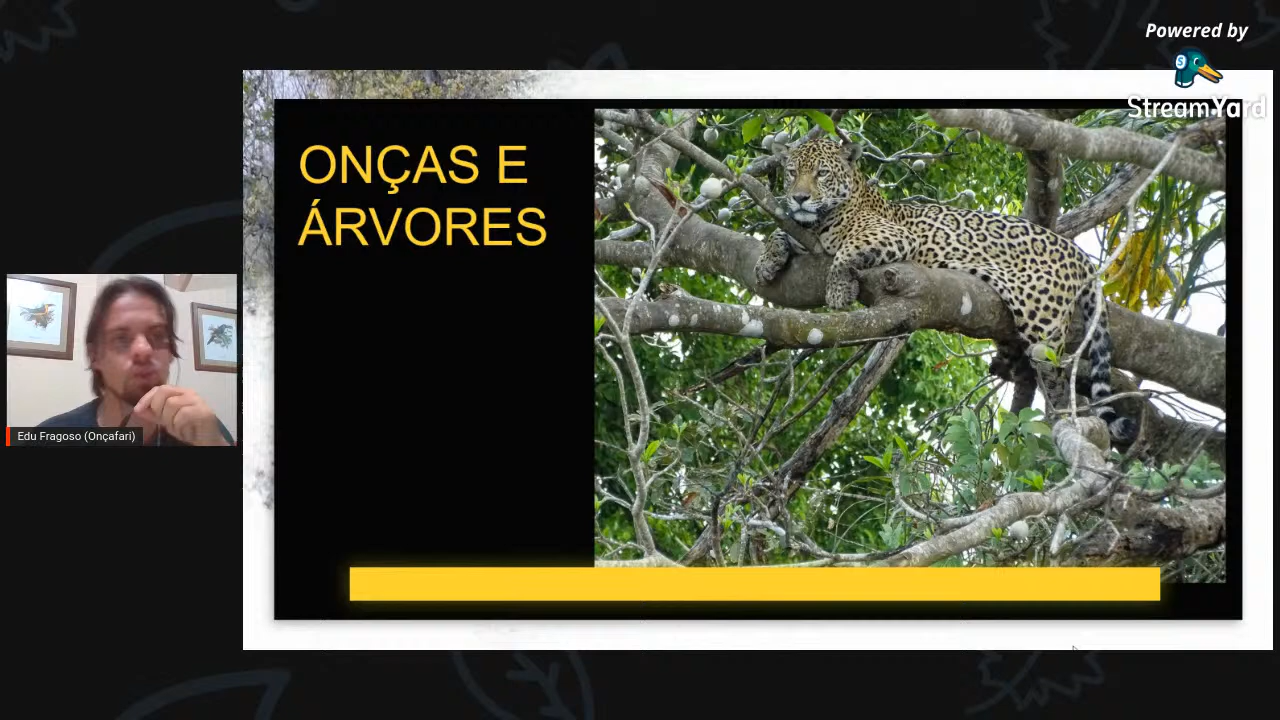 Powered by
StreamYard
ONÇAS E
ÁRVORES
Edu Fragoso (Onçafari)